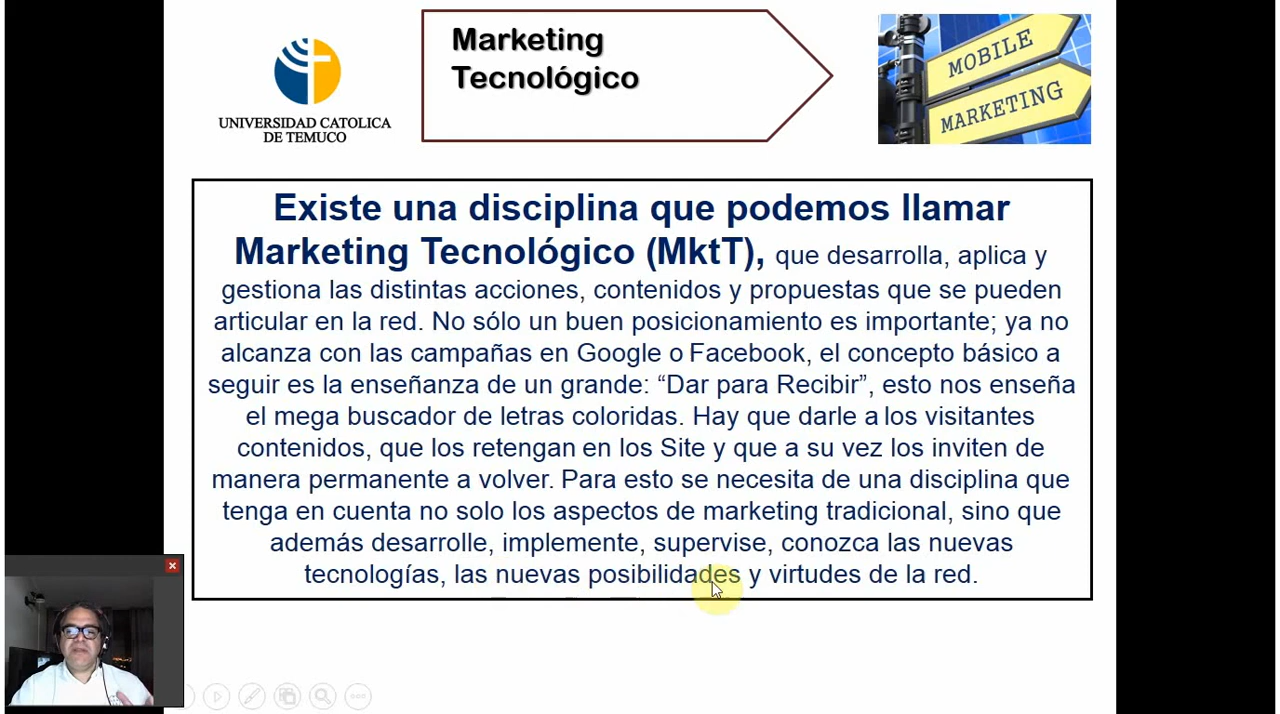 UNIVERSIDAD CATOLICA
DE TEMUCO
Marketing
Tecnológico
MOBILE
MARKETING
Existe una disciplina que podemos llamar
Marketing Tecnológico (MktT), que desarrolla, aplica y
gestiona las distintas acciones, contenidos y propuestas que se pueden
articular en la red. No sólo un buen posicionamiento es importante; ya no
alcanza con las campañas en Google o Facebook, el concepto básico a
seguir es la enseñanza de un grande: “Dar para Recibir”, esto nos enseña
el mega buscador de letras coloridas. Hay que darle a los visitantes
contenidos, que los retengan en los Site y que a su vez los inviten de
manera permanente a volver. Para esto se necesita de una disciplina que
tenga en cuenta no solo los aspectos de marketing tradicional, sino que
además desarrolle, implemente, supervise, conozca las nuevas
tecnologías, las nuevas posibilidades y virtudes de la red.